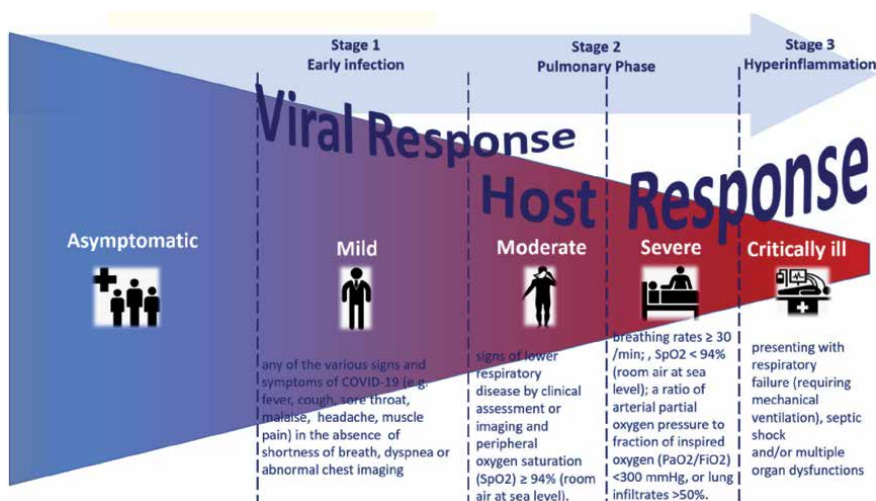 Stage 1
Early infection
Stage 2
Pulmonary Phase
Stage 3
Hyperinflammation
Viral Response
Host Response
Asymptomatic
Mild
Moderate
Severe
Critically ill
any of the various signs and
symptoms of COVID-19 (e.g.
fever, cough, sore throat,
malaise, headache, muscle
pain) in the absence of
shortness of breath, dyspnea or
abnormal chest imaging
signs of lower
respiratory
disease by clinical
assessment or
imaging and
peripheral
oxygen saturation
(SpO2) ≥ 94% (room
air at sea level).
breathing rates ≥ 30
/min; , SpO2 < 94%
(room air at sea
level); a ratio of
arterial partial
oxygen pressure to
fraction of inspired
oxygen (PaO2/FiO2)
<300 mmHg, or lung
infiltrates >50%.
presenting with
respiratory
failure (requiring
mechanical
ventilation), septic
shock
and/or multiple
organ dysfunctions